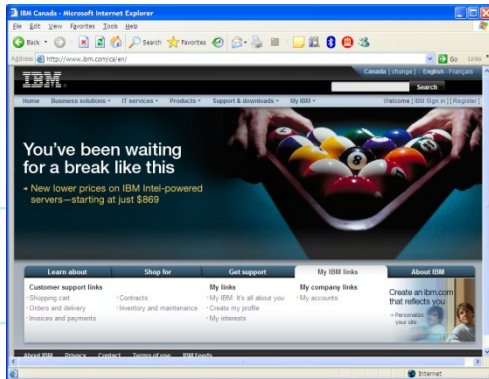 IBM Canada - Microsoft Internet Explorer
File Edit View Favorites Tools Help
Back Search Favorites
Address http://www.ibm.com/ca/en/ Go Links
Canada [ change ] English - Français
IBM
Search
Home Business solutions IT services Products Support & downloads My IBM Welcome [ IBM Sign in ] [ Register ]
You've been waiting
for a break like this
New lower prices on IBM Intel-powered
servers—starting at just $869
8
Learn about Shop for Get support My IBM links About IBM
Customer support links
Shopping cart
Orders and delivery
Invoices and payments
Contracts
Inventory and maintenance
My links
My IBM: It's all about you
Create my profile
My interests
My company links
My accounts
Create an ibm.com
that reflects you
Personalize
your site
About IBM Privacy Contact Terms of use IBM Feeds
Internet